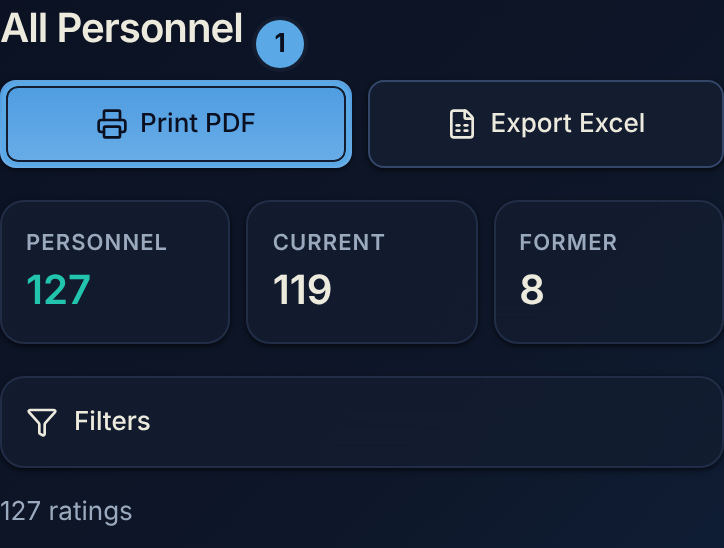 All Personnel
1
Print PDF
Export Excel
PERSONNEL
CURRENT
FORMER
127
119
8
Filters
127 ratings